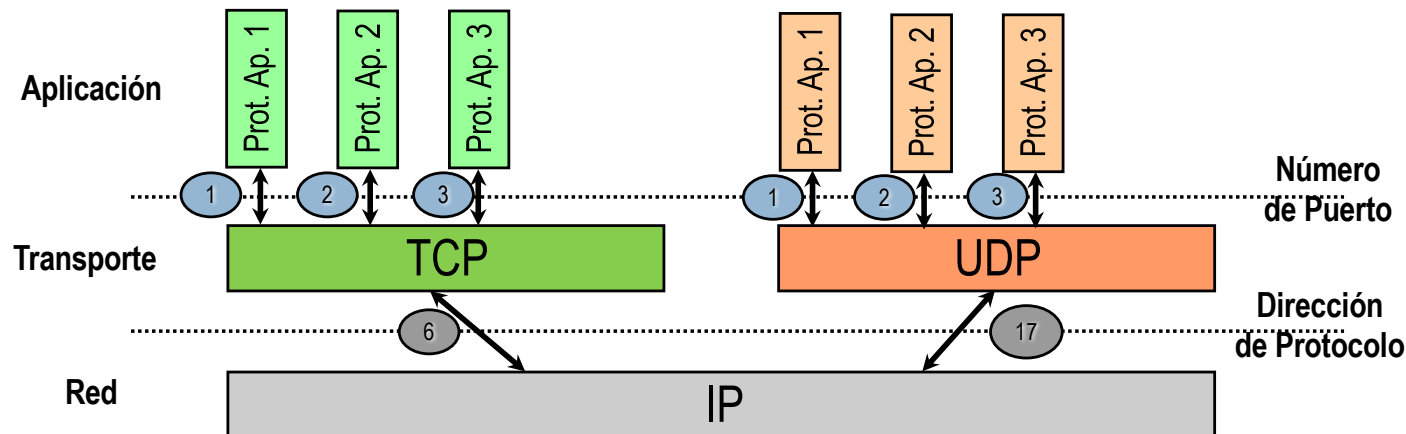 Prot. Ap. 1
Prot. Ap. 2
Prot. Ap. 3
Prot. Ap. 1
Prot. Ap. 2
Prot. Ap. 3
Aplicación
1
2
3
1
2
3
Número
de Puerto
Transporte
TCP
UDP
6
17
Dirección
de Protocolo
Red
IP